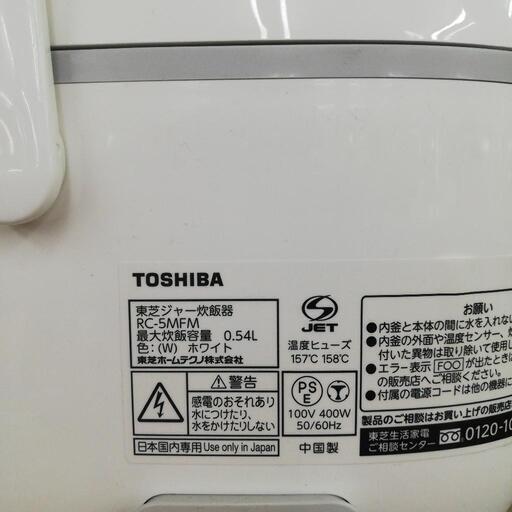 TOSHIBA
東芝ジャー炊飯器
RC-5MFM
最大炊飯容量 0.54L
色:(W) ホワイト
東芝ホームテクノ株式会社
S
JET
温度ヒューズ
157℃ 158℃
警告
感電のおそれあり
水につけたり、
水をかけたりしない
日本国内専用 Use only in Japan
PS
E
100V 400W
50/60Hz
中国製
お願い
●内釜と本体の間に水を入れな
●内釜の外面や温度センサー、
付いた異物は取り除いて使用し
●エラー表示 F00 が出たときは
の販売店へご相談ください。
●付属の電源コードは他の機器に
製品のご相談はお買い上げの販売
東芝生活家電
ご相談センター
0120-10